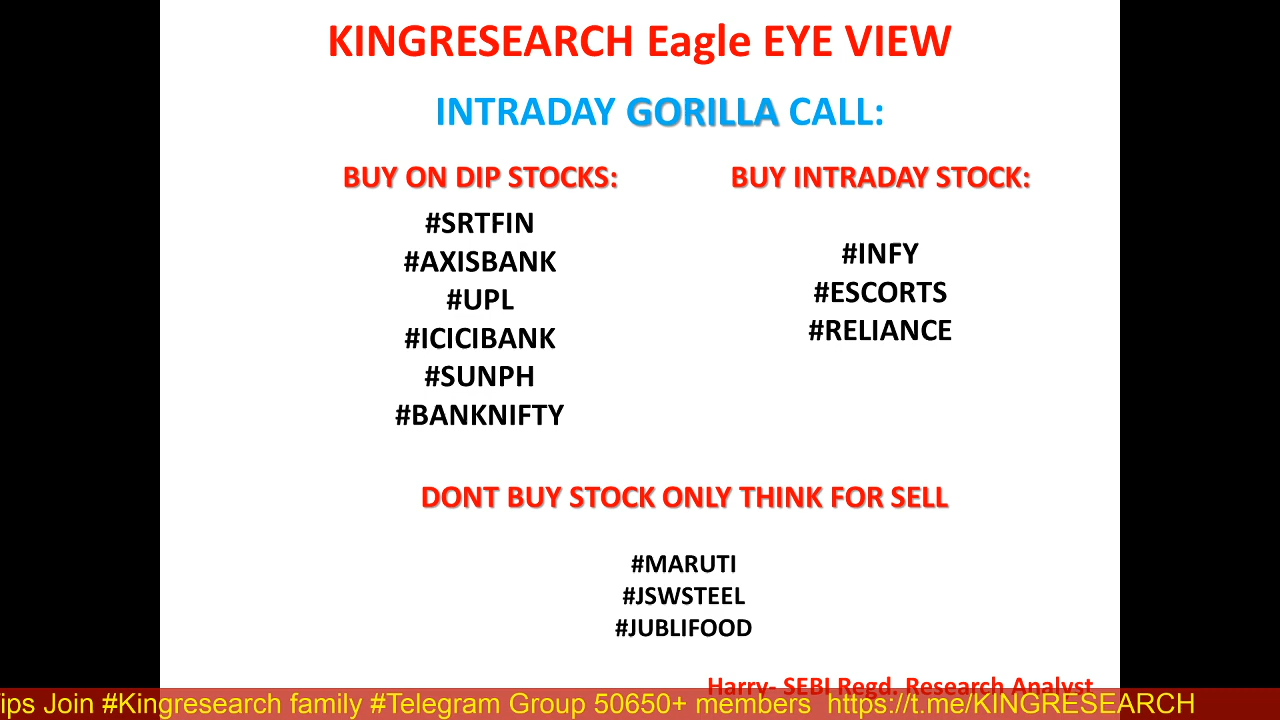 KINGRESEARCH Eagle EYE VIEW
INTRADAY GORILLA CALL:
BUY ON DIP STOCKS:
#SRTFIN
#AXISBANK
#UPL
#ICICIBANK
#SUNPH
#BANKNIFTY
BUY INTRADAY STOCK:
#INFY
#ESCORTS
#RELIANCE
DONT BUY STOCK ONLY THINK FOR SELL
#MARUTI
#JSWSTEEL
#JUBLIFOOD
Harry- SEBI Regd. Research Analyst
ips Join #Kingresearch family #Telegram Group 50650+ members https://t.me/KINGRESEARCH